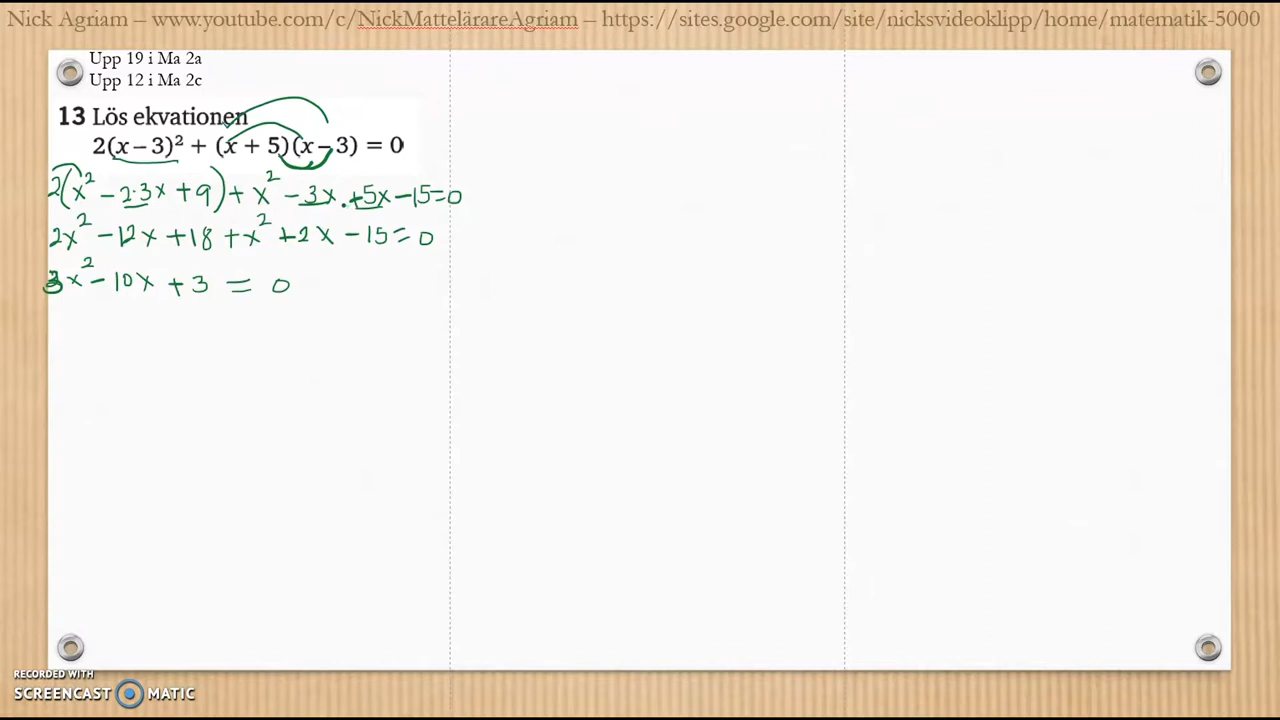 Nick Agriam – www.youtube.com/c/NickMattelärareAgriam – https://sites.google.com/site/nicksvideoklipp/home/matematik-5000
Upp 19 i Ma 2a
Upp 12 i Ma 2c
13 Lös ekvationen
2(x – 3)² + (x + 5)(x – 3) = 0
2(x² – 2·3x + 9) + x² – 3x + 5x – 15 = 0
2x² – 12x + 18 + x² + 2x – 15 = 0
3x² – 10x + 3 = 0
RECORDED WITH
SCREENCAST MATIC